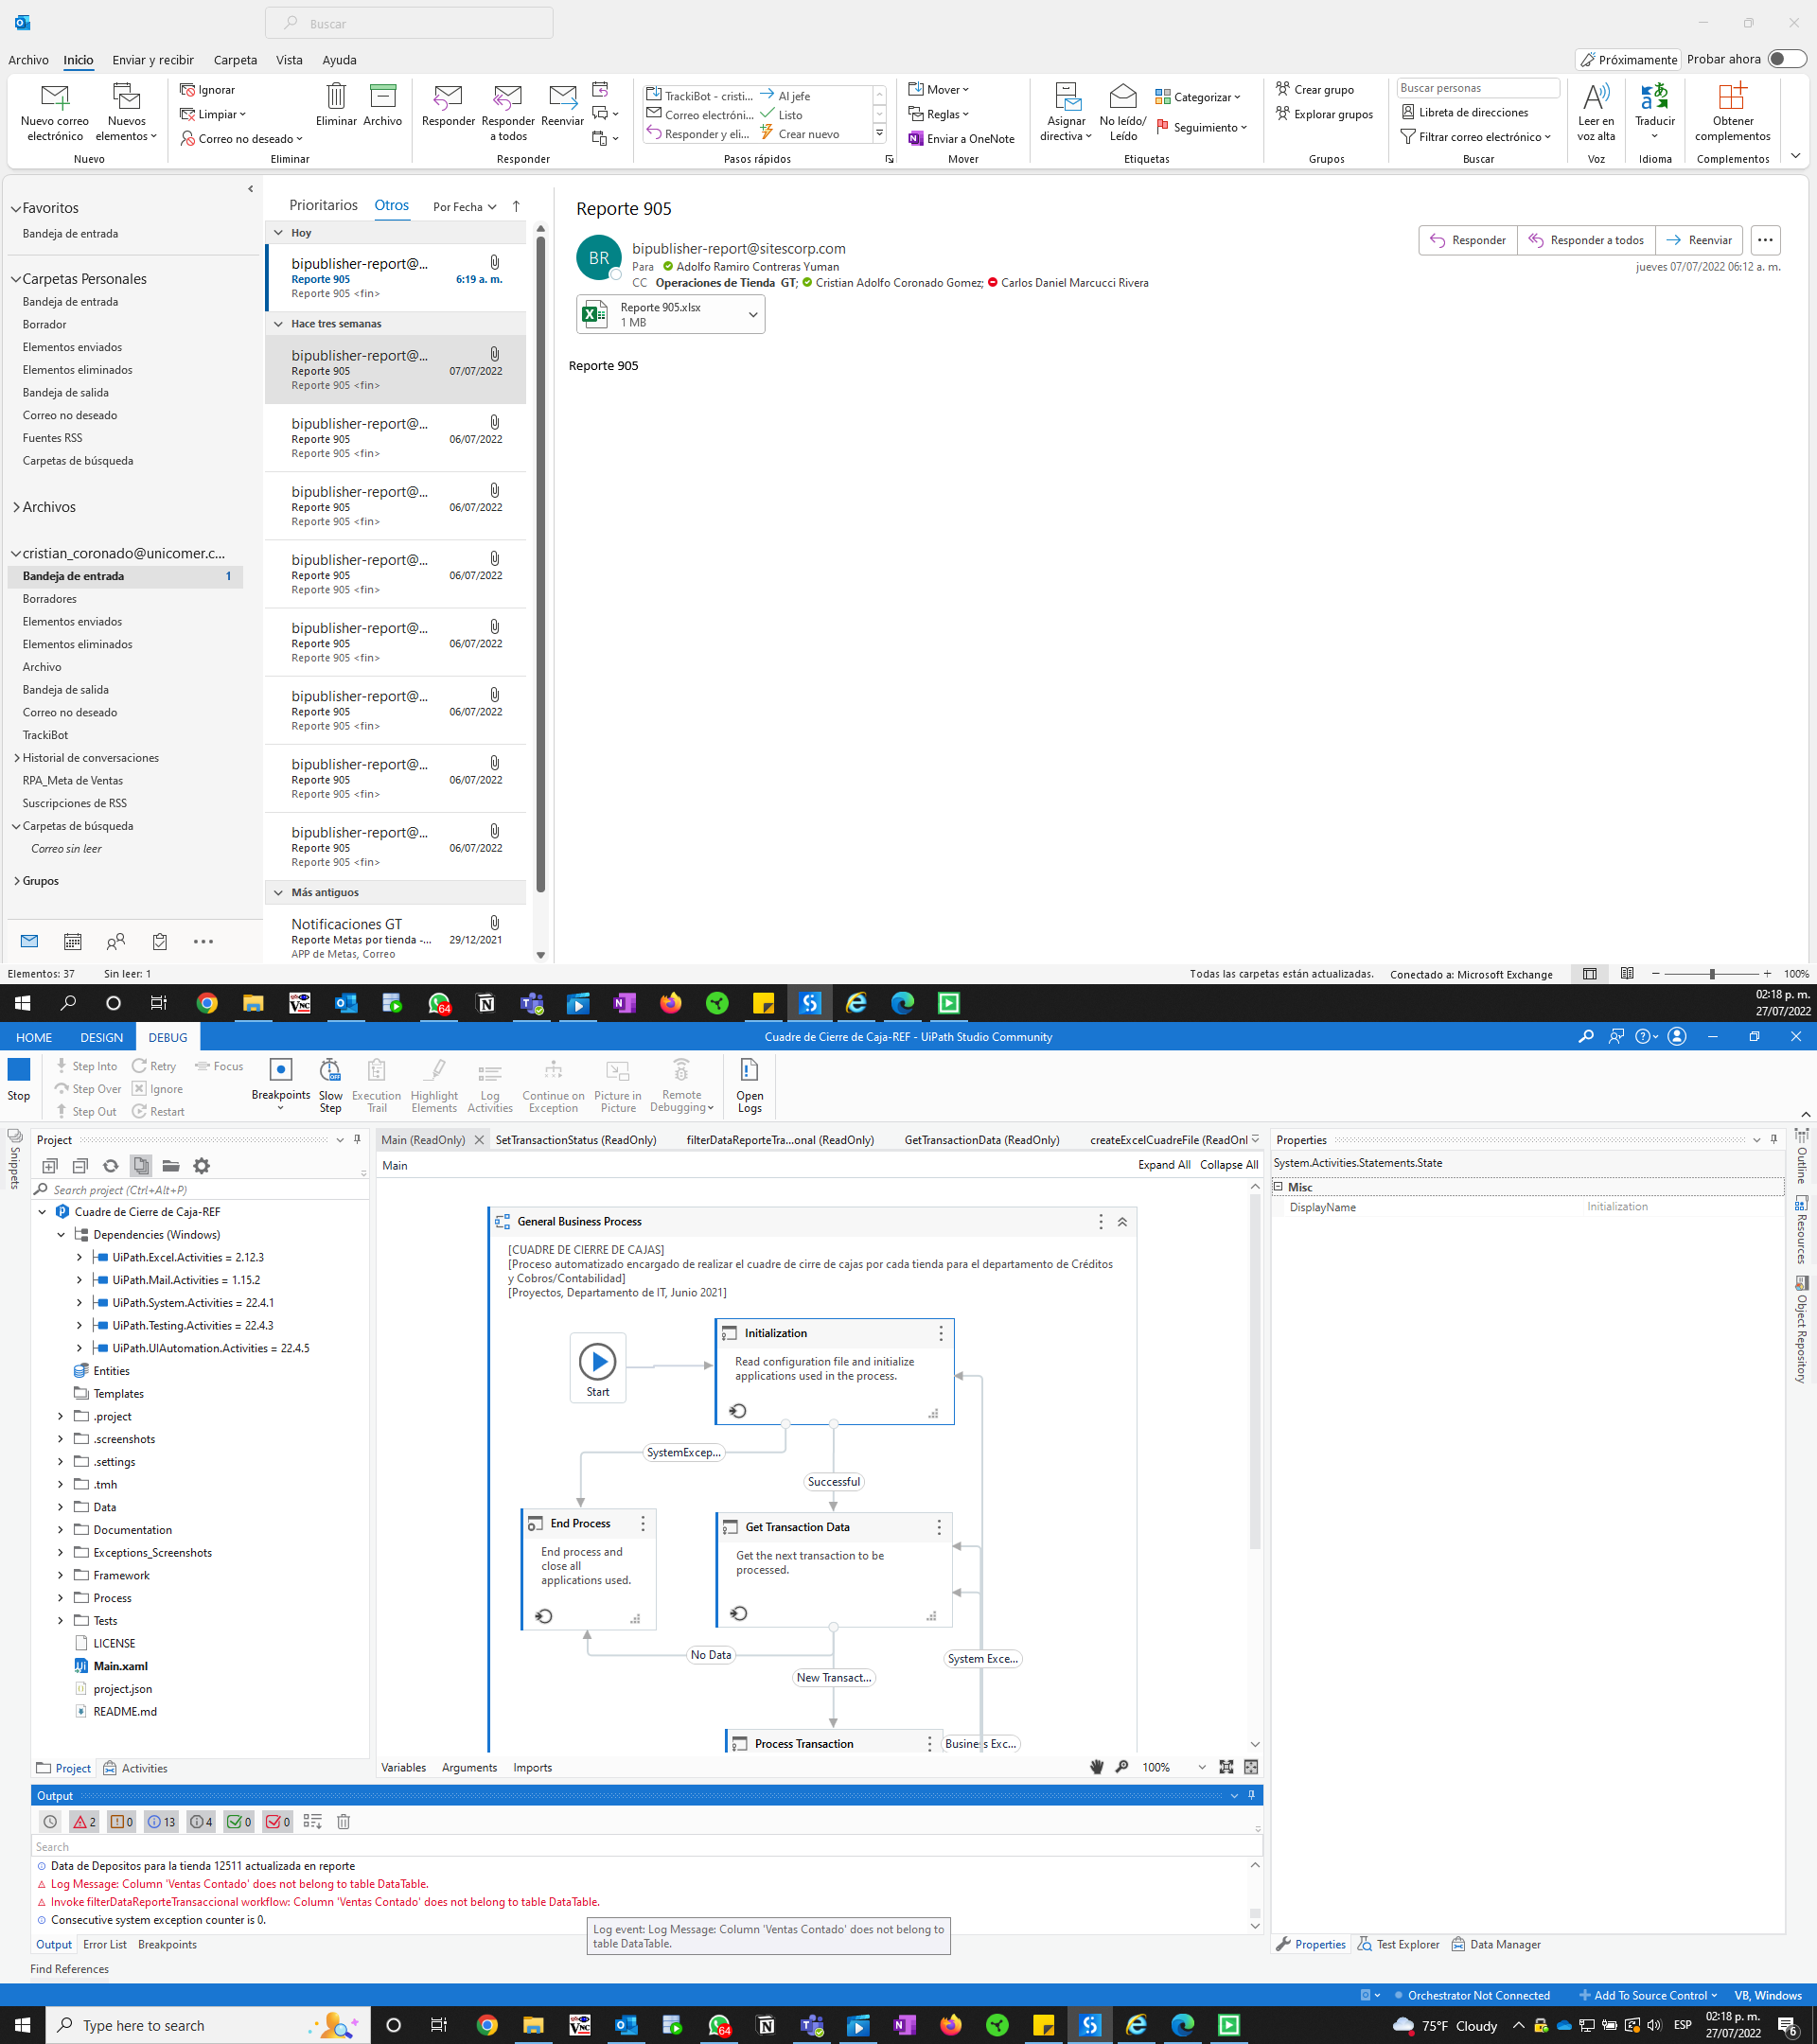 Buscar
Archivo Inicio Enviar y recibir Carpeta Vista Ayuda
Próximamente Probar ahora
Nuevo correo electrónico
Nuevos elementos
Nuevo
Ignorar
Limpiar
Correo no deseado
Eliminar Archivo
Eliminar
Responder
Responder a todos
Reenviar
Responder
TrackiBot - cristi... Al jefe
Correo electróni... Listo
Responder y eli... Crear nuevo
Pasos rápidos
Mover
Reglas
Enviar a OneNote
Mover
Asignar directiva
No leído/ Leído
Categorizar
Seguimiento
Etiquetas
Crear grupo
Explorar grupos
Grupos
Buscar personas
Libreta de direcciones
Filtrar correo electrónico
Buscar
Leer en voz alta
Voz
Traducir
Idioma
Obtener complementos
Complementos
Favoritos
Bandeja de entrada
Carpetas Personales
Bandeja de entrada
Borrador
Elementos enviados
Elementos eliminados
Bandeja de salida
Correo no deseado
Fuentes RSS
Carpetas de búsqueda
Archivos
cristian_coronado@unicomer.c...
Bandeja de entrada 1
Borradores
Elementos enviados
Elementos eliminados
Archivo
Bandeja de salida
Correo no deseado
TrackiBot
Historial de conversaciones
RPA_Meta de Ventas
Suscripciones de RSS
Carpetas de búsqueda
Correo sin leer
Grupos
Prioritarios Otros Por Fecha
Hoy
bipublisher-report@...
Reporte 905 6:19 a. m.
Reporte 905 <fin>
Hace tres semanas
bipublisher-report@...
Reporte 905 07/07/2022
Reporte 905 <fin>
bipublisher-report@...
Reporte 905 06/07/2022
Reporte 905 <fin>
bipublisher-report@...
Reporte 905 06/07/2022
Reporte 905 <fin>
bipublisher-report@...
Reporte 905 06/07/2022
Reporte 905 <fin>
bipublisher-report@...
Reporte 905 06/07/2022
Reporte 905 <fin>
bipublisher-report@...
Reporte 905 06/07/2022
Reporte 905 <fin>
bipublisher-report@...
Reporte 905 06/07/2022
Reporte 905 <fin>
bipublisher-report@...
Reporte 905 06/07/2022
Reporte 905 <fin>
Más antiguos
Notificaciones GT
Reporte Metas por tienda -... 29/12/2021
APP de Metas, Correo
Reporte 905
BR
bipublisher-report@sitescorp.com
Para Adolfo Ramiro Contreras Yuman
CC Operaciones de Tienda GT; Cristian Adolfo Coronado Gomez; Carlos Daniel Marcucci Rivera
Responder Responder a todos Reenviar
jueves 07/07/2022 06:12 a. m.
Reporte 905.xlsx
1 MB
Reporte 905
Elementos: 37 Sin leer: 1
Todas las carpetas están actualizadas. Conectado a: Microsoft Exchange 100%
64
02:18 p. m.
27/07/2022
HOME DESIGN DEBUG
Cuadre de Cierre de Caja-REF - UiPath Studio Community
Stop
Step Into Retry Focus
Step Over Ignore
Step Out Restart
Breakpoints
Slow Step
Execution Trail
Highlight Elements
Log Activities
Continue on Exception
Picture in Picture
Remote Debugging
Open Logs
Snippets
Project
Search project (Ctrl+Alt+P)
Cuadre de Cierre de Caja-REF
Dependencies (Windows)
UiPath.Excel.Activities = 2.12.3
UiPath.Mail.Activities = 1.15.2
UiPath.System.Activities = 22.4.1
UiPath.Testing.Activities = 22.4.3
UiPath.UIAutomation.Activities = 22.4.5
Entities
Templates
.project
.screenshots
.settings
.tmh
Data
Documentation
Exceptions_Screenshots
Framework
Process
Tests
LICENSE
Main.xaml
project.json
README.md
Project Activities
Main (ReadOnly) SetTransactionStatus (ReadOnly) filterDataReporteTra...onal (ReadOnly) GetTransactionData (ReadOnly) createExcelCuadreFile (ReadOnl
Main Expand All Collapse All
General Business Process
[CUADRE DE CIERRE DE CAJAS]
[Proceso automatizado encargado de realizar el cuadre de cirre de cajas por cada tienda para el departamento de Créditos
y Cobros/Contabilidad]
[Proyectos, Departamento de IT, Junio 2021]
Start
Initialization
Read configuration file and initialize
applications used in the process.
SystemExcep...
Successful
End Process
End process and
close all
applications used.
Get Transaction Data
Get the next transaction to be
processed.
No Data
New Transact...
System Exce...
Process Transaction
Business Exc...
Variables Arguments Imports 100%
Properties
System.Activities.Statements.State
Misc
DisplayName Initialization
Outline
Resources
Object Repository
Output
2 0 13 4 0 0
Search
Data de Depositos para la tienda 12511 actualizada en reporte
Log Message: Column 'Ventas Contado' does not belong to table DataTable.
Invoke filterDataReporteTransaccional workflow: Column 'Ventas Contado' does not belong to table DataTable.
Consecutive system exception counter is 0.
Log event: Log Message: Column 'Ventas Contado' does not belong to
table DataTable.
Output Error List Breakpoints
Find References
Properties Test Explorer Data Manager
Orchestrator Not Connected Add To Source Control VB, Windows
Type here to search
64
75°F Cloudy ESP
02:18 p. m.
27/07/2022
6